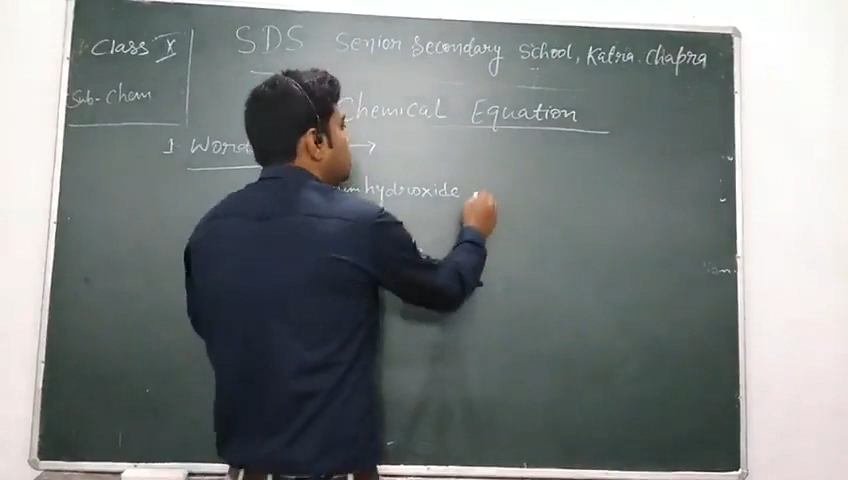 Class X
SDS Senior Secondary School, Katra Chapra
Sub-Chem
Chemical Equation
1. Word →
hydroxide